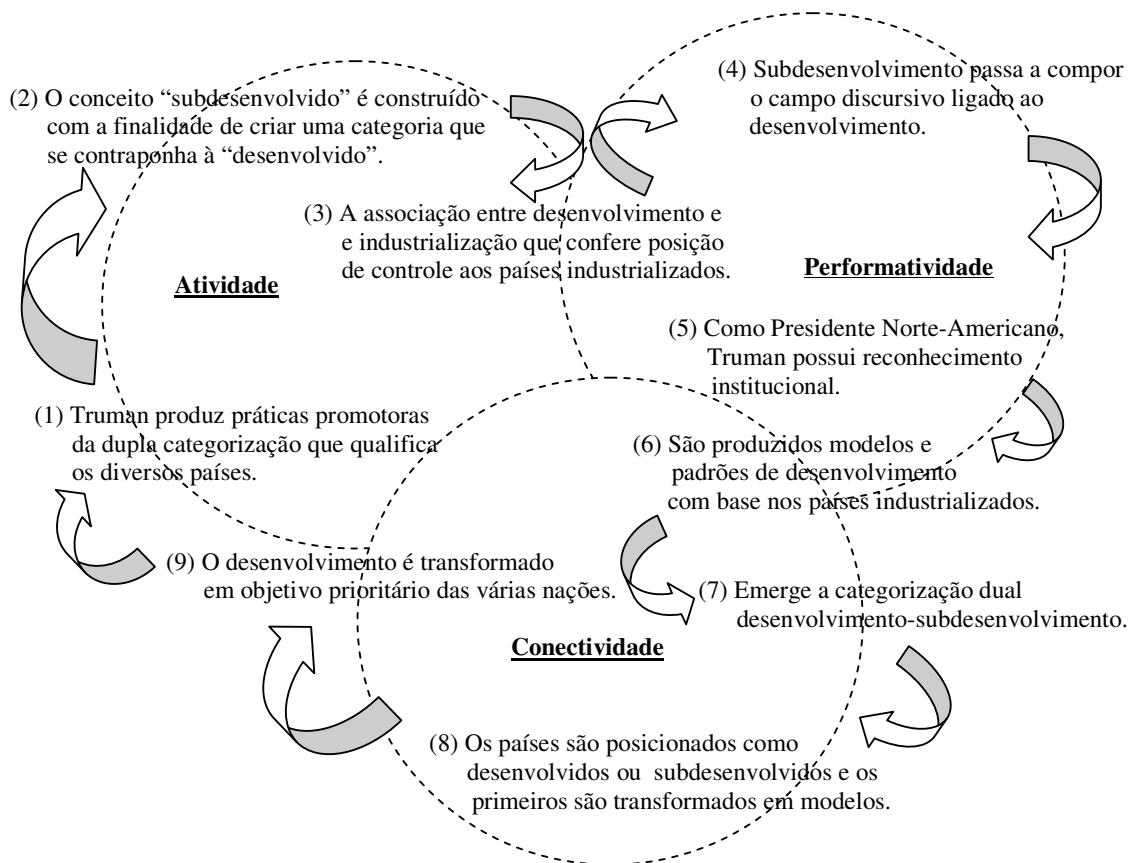 (4) Subdesenvolvimento passa a compor
o campo discursivo ligado ao
desenvolvimento.
(2) O conceito “subdesenvolvido” é construído
com a finalidade de criar uma categoria que
se contraponha à “desenvolvido”.
(3) A associação entre desenvolvimento e
e industrialização que confere posição
de controle aos países industrializados.
Atividade
Performatividade
(5) Como Presidente Norte-Americano,
Truman possui reconhecimento
institucional.
(1) Truman produz práticas promotoras
da dupla categorização que qualifica
os diversos países.
(6) São produzidos modelos e
padrões de desenvolvimento
com base nos países industrializados.
(9) O desenvolvimento é transformado
em objetivo prioritário das várias nações.
(7) Emerge a categorização dual
desenvolvimento-subdesenvolvimento.
Conectividade
(8) Os países são posicionados como
desenvolvidos ou subdesenvolvidos e os
primeiros são transformados em modelos.